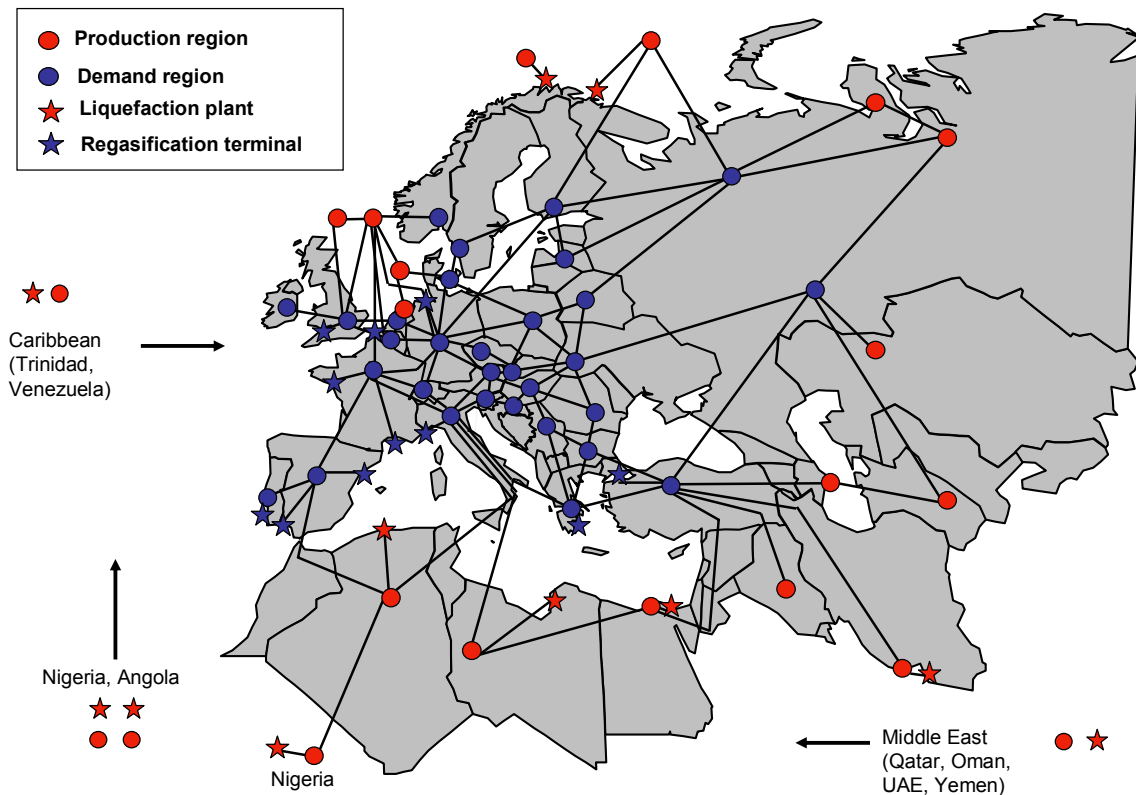 Production region
Demand region
Liquefaction plant
Regasification terminal
Caribbean
(Trinidad,
Venezuela)
Nigeria, Angola
Nigeria
Middle East
(Qatar, Oman,
UAE, Yemen)